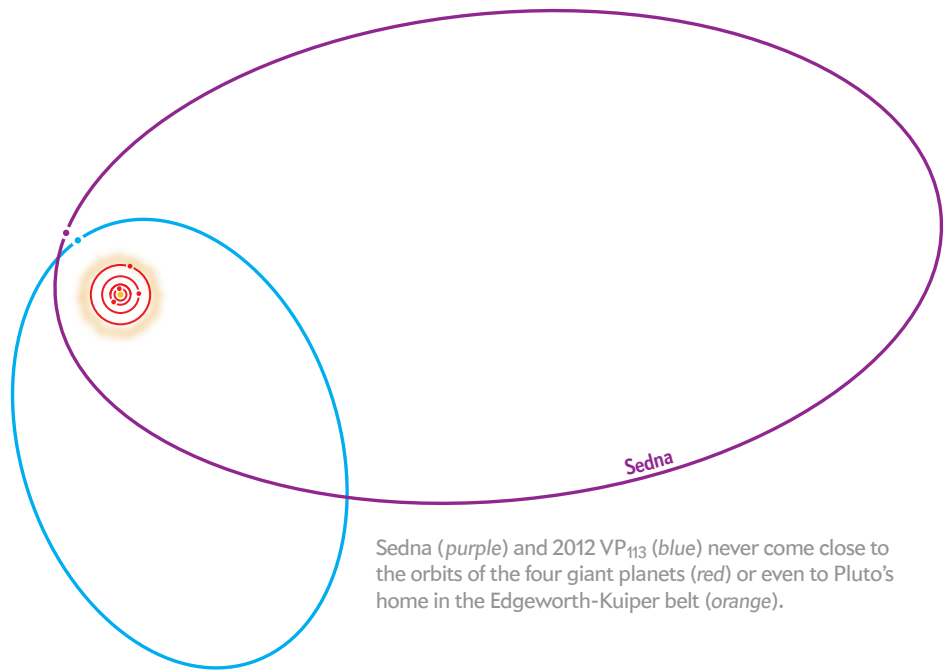 Sedna
Sedna (purple) and 2012 VP₁₁₃ (blue) never come close to
the orbits of the four giant planets (red) or even to Pluto’s
home in the Edgeworth-Kuiper belt (orange).